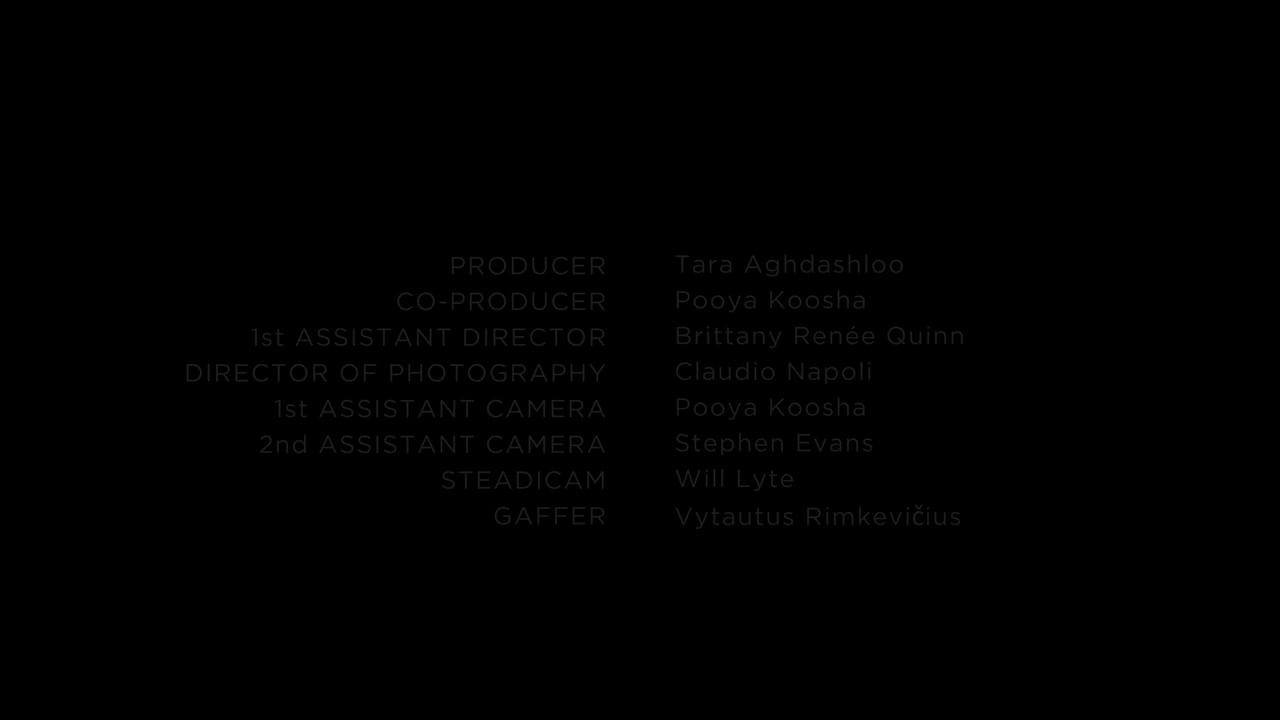 PRODUCER Tara Aghdashloo
CO-PRODUCER Pooya Koosha
1st ASSISTANT DIRECTOR Brittany Renée Quinn
DIRECTOR OF PHOTOGRAPHY Claudio Napoli
1st ASSISTANT CAMERA Pooya Koosha
2nd ASSISTANT CAMERA Stephen Evans
STEADICAM Will Lyte
GAFFER Vytautus Rimkevičius